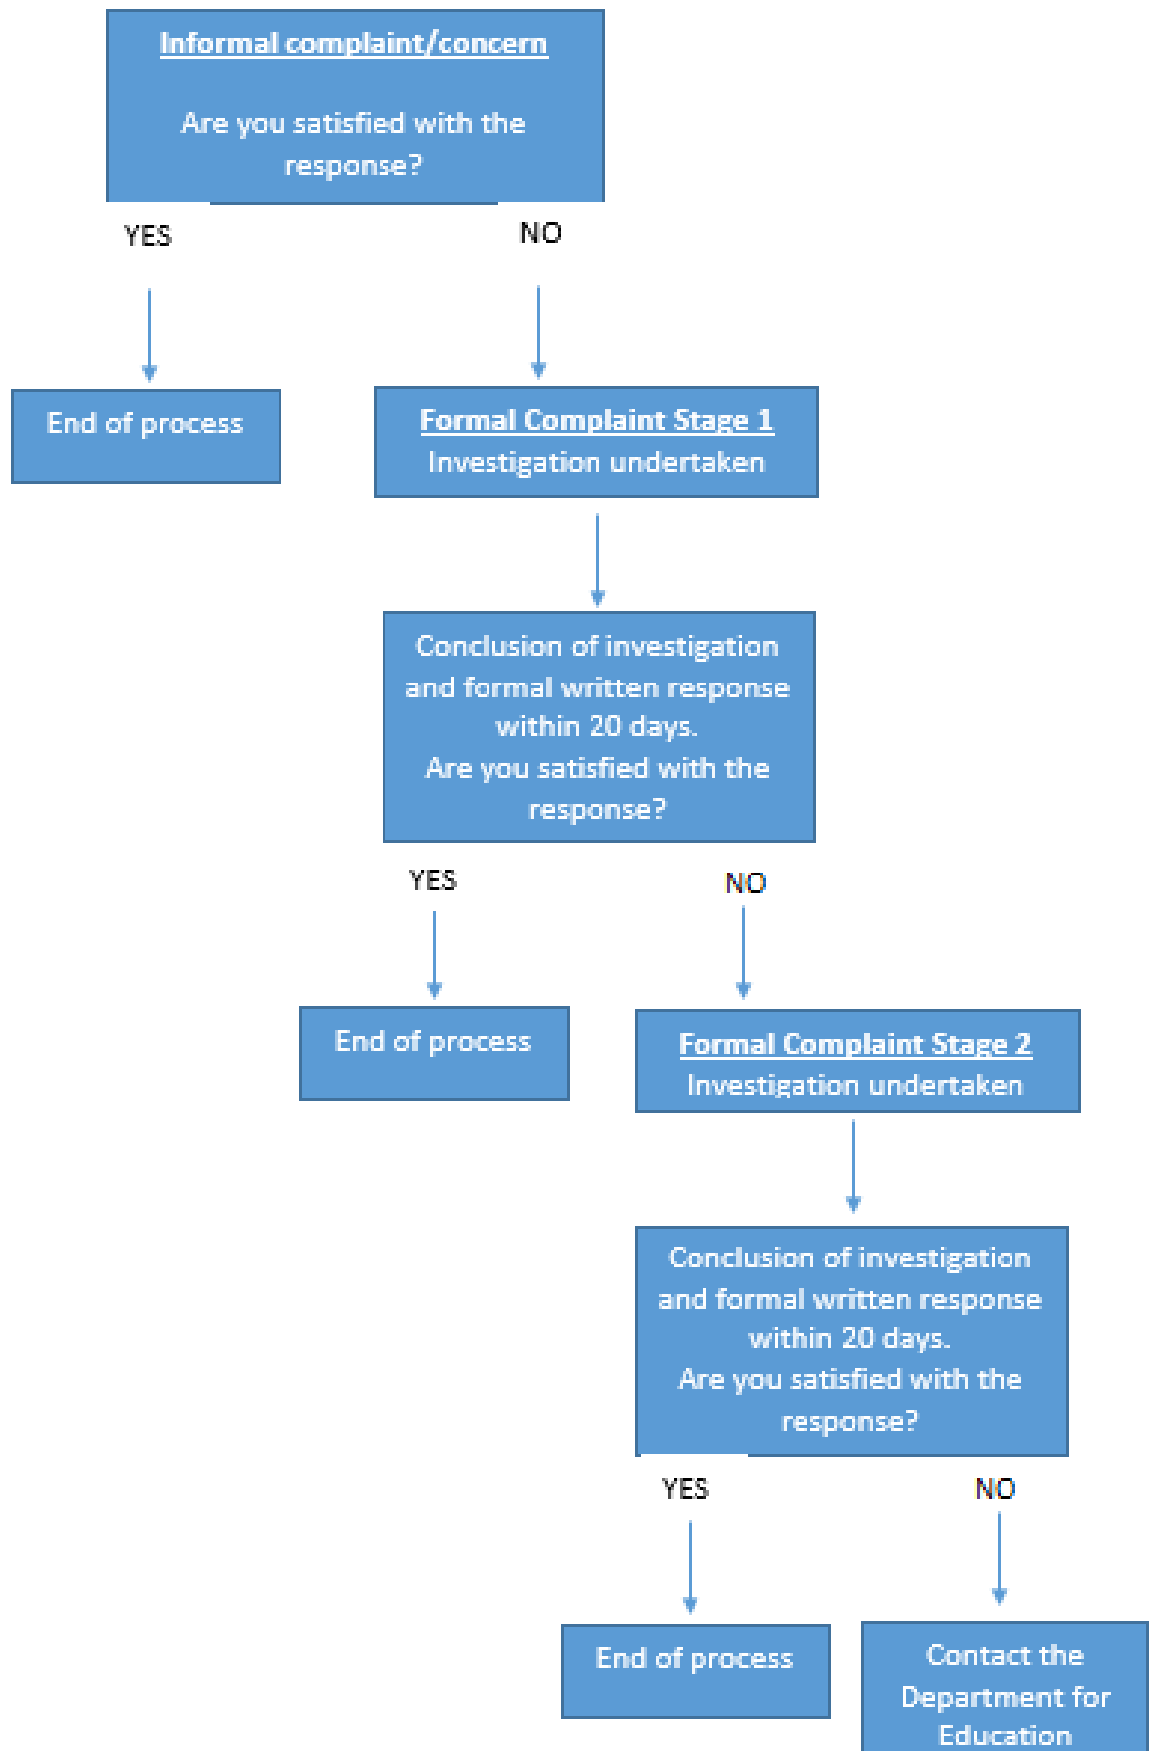 Informal complaint/concern
Are you satisfied with the
response?
YES
NO
End of process
Formal Complaint Stage 1
Investigation undertaken
Conclusion of investigation
and formal written response
within 20 days.
Are you satisfied with the
response?
YES
NO
End of process
Formal Complaint Stage 2
Investigation undertaken
Conclusion of investigation
and formal written response
within 20 days.
Are you satisfied with the
response?
YES
NO
End of process
Contact the
Department for
Education